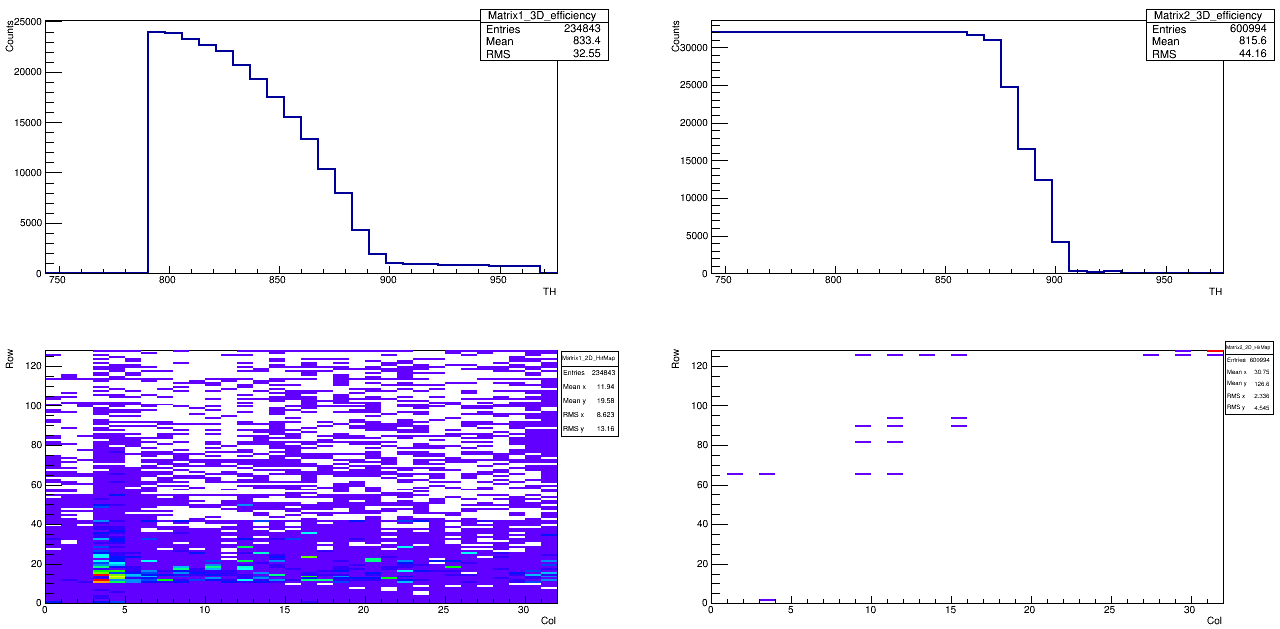 Matrix1_3D_efficiency
Entries 234843
Mean 833.4
RMS 32.55
Counts
25000
20000
15000
10000
5000
0
750 800 850 900 950
TH
Matrix2_3D_efficiency
Entries 600994
Mean 815.6
RMS 44.16
Counts
30000
25000
20000
15000
10000
5000
0
750 800 850 900 950
TH
Matrix1_2D_HitMap
Entries 234843
Mean x 11.94
Mean y 19.58
RMS x 8.623
RMS y 13.16
Row
120
100
80
60
40
20
0
0 5 10 15 20 25 30
Col
Matrix2_2D_HitMap
Entries 600994
Mean x 30.75
Mean y 126.6
RMS x 2.336
RMS y 4.545
Row
120
100
80
60
40
20
0
0 5 10 15 20 25 30
Col